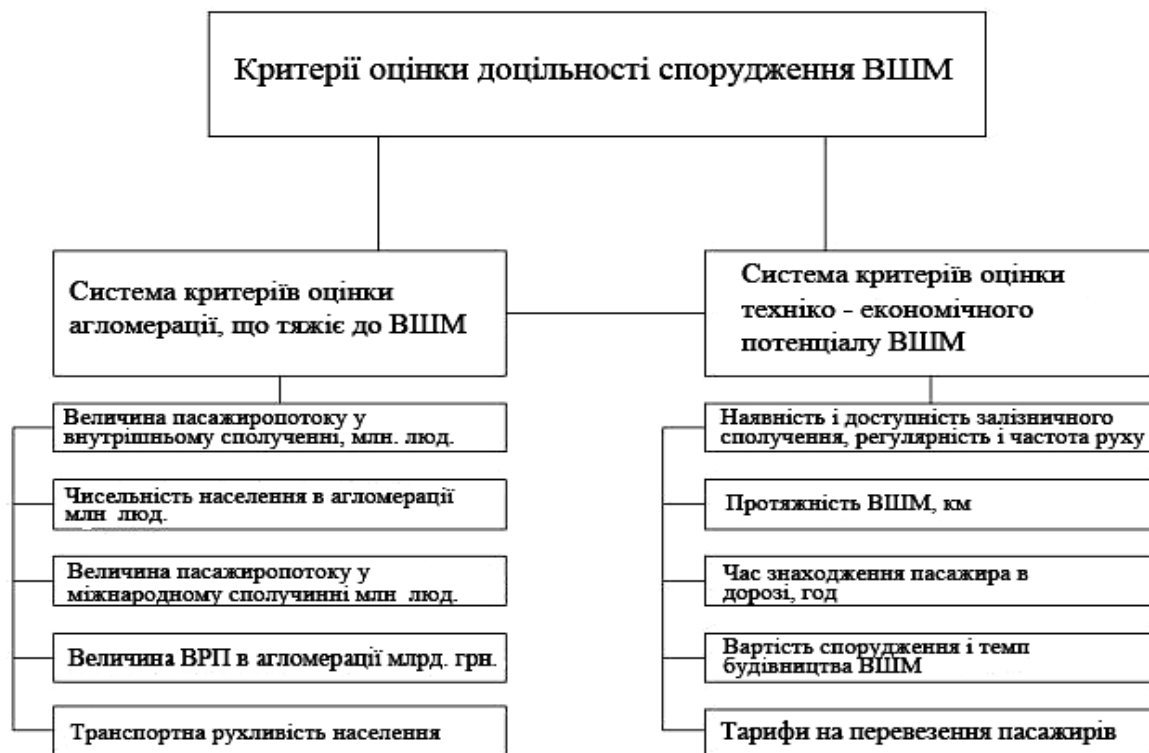 Критерії оцінки доцільності спорудження ВШМ
Система критеріїв оцінки
агломерації, що тяжіє до ВШМ
Величина пасажиропотоку у
внутрішньому сполученні, млн. люд.
Чисельність населення в агломерації
млн люд.
Величина пасажиропотоку у
міжнародному сполучинні млн люд.
Величина ВРП в агломерації млрд. грн.
Транспортна рухливість населення
Система критеріїв оцінки
техніко - економічного
потенціалу ВШМ
Наявність і доступність залізничного
сполучення, регулярність і частота руху
Протяжність ВШМ, км
Час знаходження пасажира в
дорозі, год
Вартість спорудження і темп
будівництва ВШМ
Тарифи на перевезення пасажирів